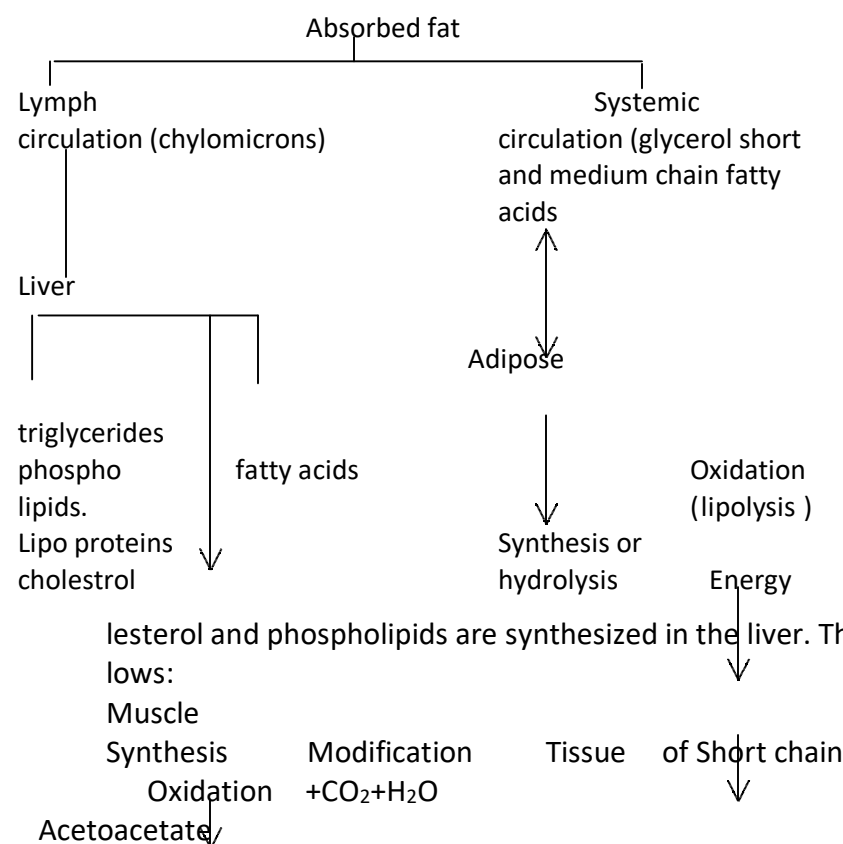 Absorbed fat
Lymph Systemic
circulation (chylomicrons) circulation (glycerol short
and medium chain fatty
acids
Liver
Adipose
triglycerides
phospho fatty acids Oxidation
lipids. (lipolysis )
Lipo proteins Synthesis or
cholestrol hydrolysis Energy
lesterol and phospholipids are synthesized in the liver. Th
lows:
Muscle
Synthesis Modification Tissue of Short chain
Oxidation +CO₂+H₂O
Acetoacetate